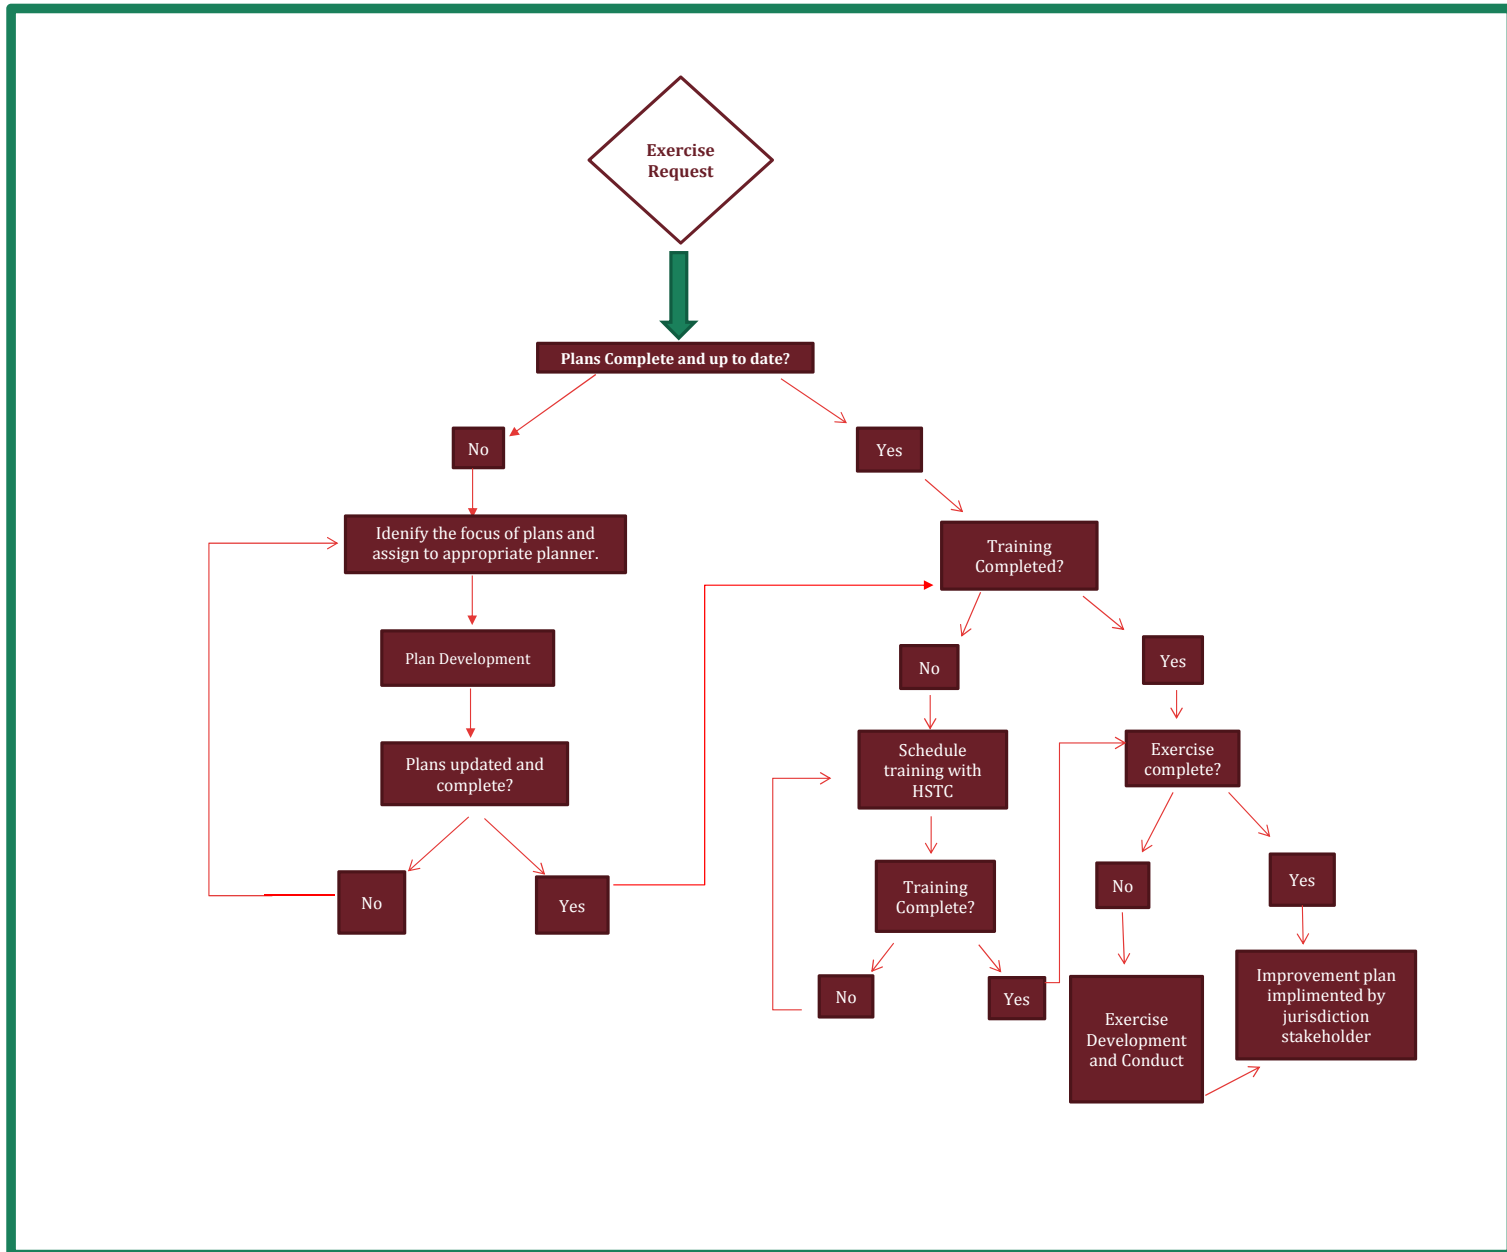 Exercise
Request
Plans Complete and up to date?
No
Yes
Idenify the focus of plans and
assign to appropriate planner.
Training
Completed?
Plan Development
No
Yes
Plans updated and
complete?
Schedule
training with
HSTC
Exercise
complete?
No
Yes
Training
Complete?
No
Yes
No
Yes
Exercise
Development
and Conduct
Improvement plan
implimented by
jurisdiction
stakeholder